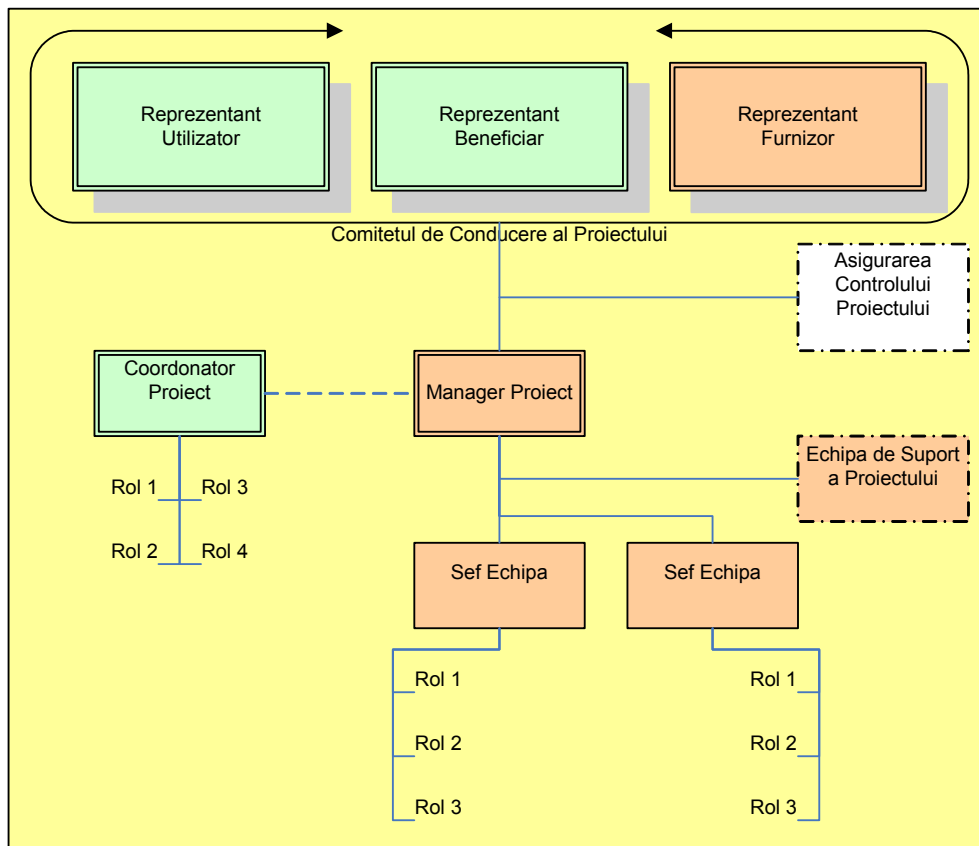 Reprezentant
Utilizator
Reprezentant
Beneficiar
Reprezentant
Furnizor
Comitetul de Conducere al Proiectului
Asigurarea
Controlului
Proiectului
Coordonator
Proiect
Manager Proiect
Echipa de Suport
a Proiectului
Rol 1
Rol 3
Rol 2
Rol 4
Sef Echipa
Sef Echipa
Rol 1
Rol 2
Rol 3
Rol 1
Rol 2
Rol 3